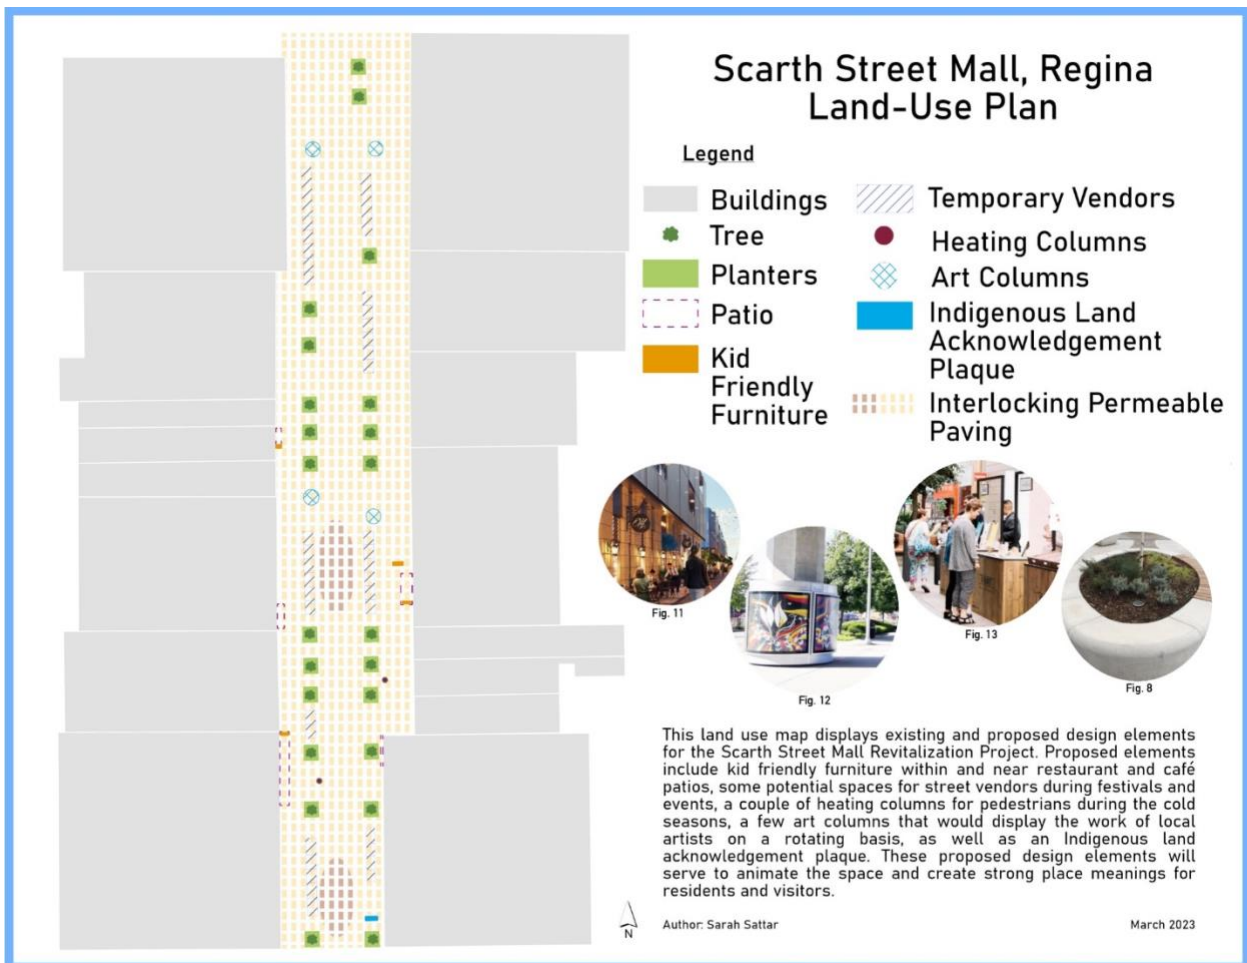 Scarth Street Mall, Regina
Land-Use Plan
Legend
Buildings
Tree
Planters
Patio
Kid
Friendly
Furniture
Temporary Vendors
Heating Columns
Art Columns
Indigenous Land
Acknowledgement
Plaque
Interlocking Permeable
Paving
Fig. 11
Fig. 12
Fig. 13
Fig. 8
This land use map displays existing and proposed design elements
for the Scarth Street Mall Revitalization Project. Proposed elements
include kid friendly furniture within and near restaurant and café
patios, some potential spaces for street vendors during festivals and
events, a couple of heating columns for pedestrians during the cold
seasons, a few art columns that would display the work of local
artists on a rotating basis, as well as an Indigenous land
acknowledgement plaque. These proposed design elements will
serve to animate the space and create strong place meanings for
residents and visitors.
N
Author: Sarah Sattar
March 2023